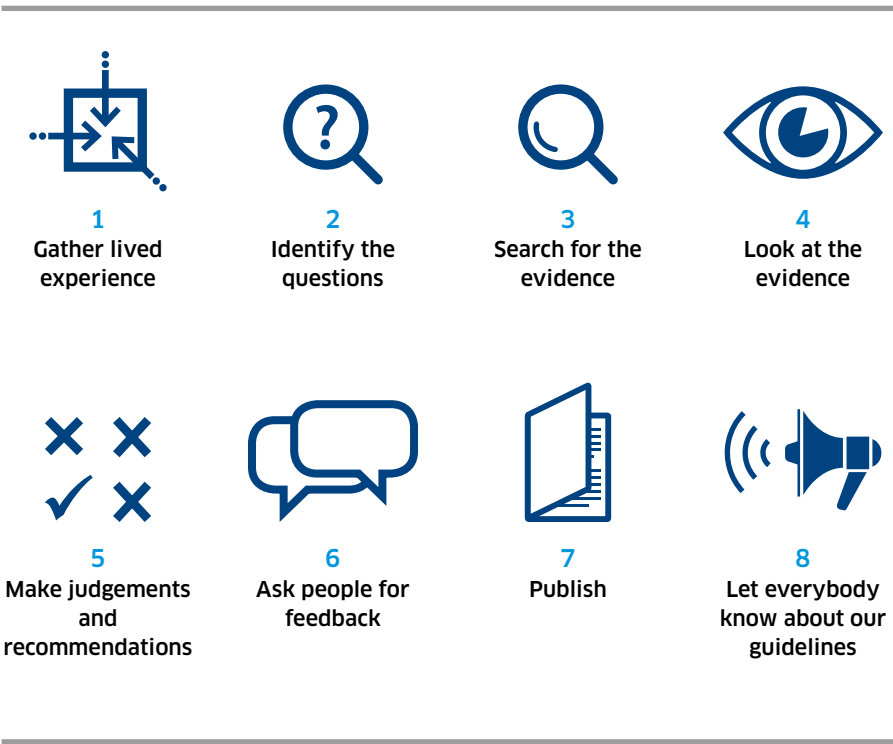 ?
1
Gather lived
experience
2
Identify the
questions
3
Search for the
evidence
4
Look at the
evidence
5
Make judgements
and
recommendations
6
Ask people for
feedback
7
Publish
8
Let everybody
know about our
guidelines